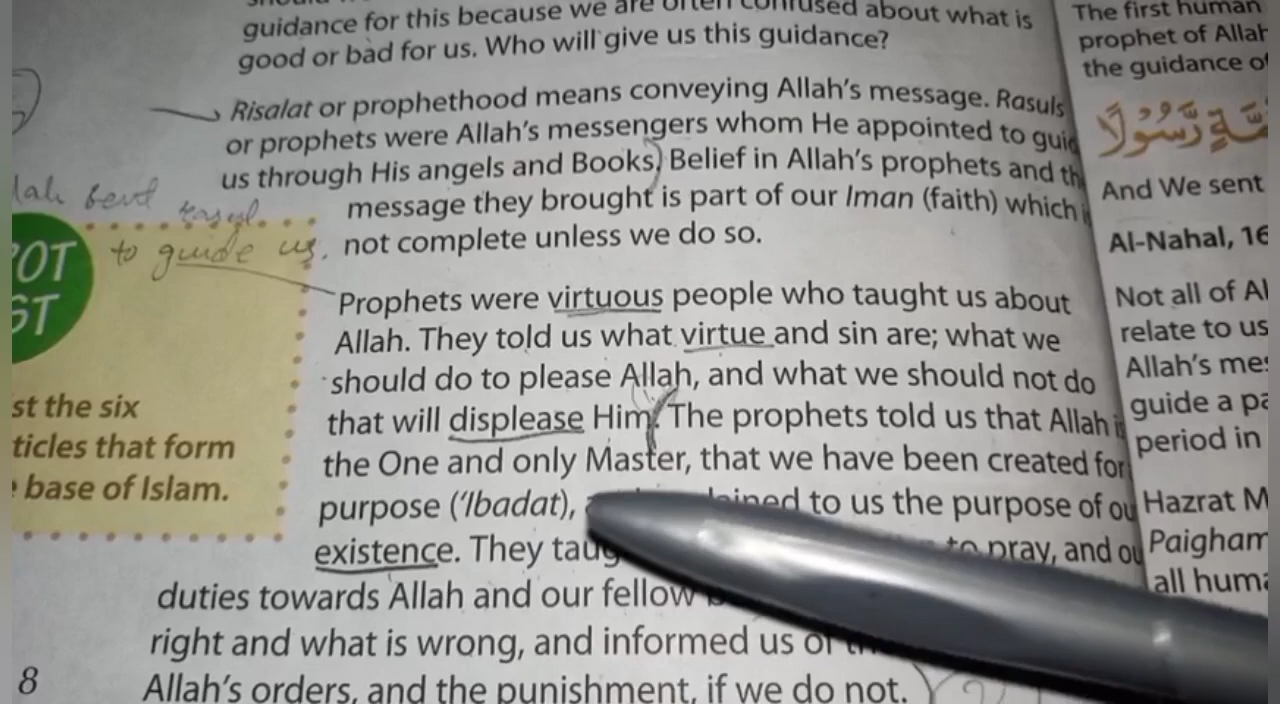 guidance for this because we are often confused about what is
good or bad for us. Who will give us this guidance?
Risalat or prophethood means conveying Allah's message. Rasuls
or prophets were Allah's messengers whom He appointed to guid
us through His angels and Books. Belief in Allah's prophets and th
message they brought is part of our Iman (faith) which i
not complete unless we do so.
Prophets were virtuous people who taught us about
Allah. They told us what virtue and sin are; what we
should do to please Allah, and what we should not do
that will displease Him. The prophets told us that Allah i
the One and only Master, that we have been created for
purpose ('Ibadat), to us the purpose of ou
existence. They taug to pray, and ou
duties towards Allah and our fellow
right and what is wrong, and informed us of
Allah's orders, and the punishment, if we do not.
8
lah
to guide us.
OT
ST
st the six
ticles that form
base of Islam.
The first human
prophet of Allah
the guidance of
رَّسُوْلًا
And We sent
Al-Nahal, 16
Not all of Al
relate to us
Allah's mes
guide a pa
period in
Hazrat M
Paigham
all huma